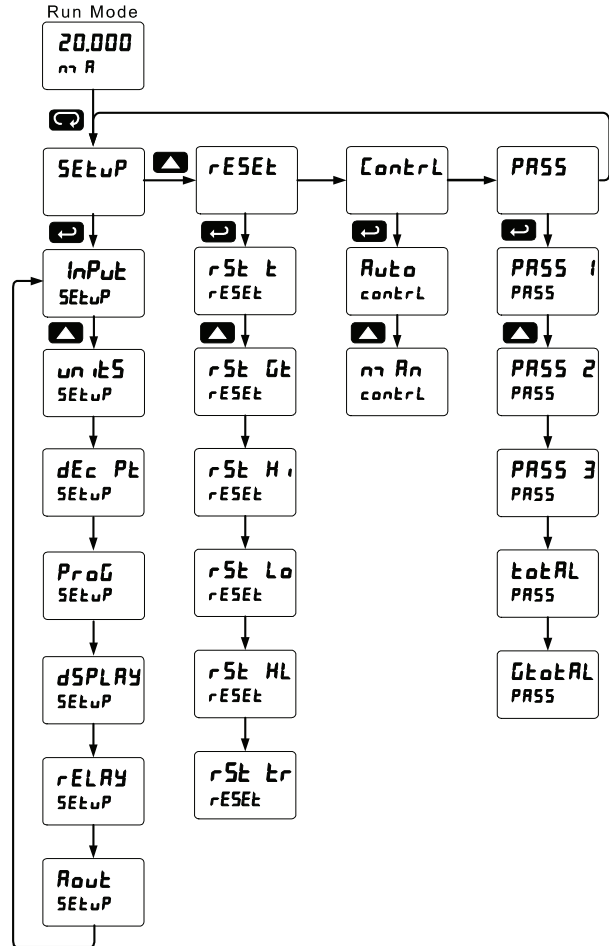 Run Mode
20.000
mA
SEtuP
rESEt
ContrL
PASS
InPut
SEtuP
rSt t
rESEt
Auto
contrL
PASS 1
PASS
unitS
SEtuP
rSt Gt
rESEt
mAn
contrL
PASS 2
PASS
dEc Pt
SEtuP
rSt Hi
rESEt
PASS 3
PASS
ProG
SEtuP
rSt Lo
rESEt
totAL
PASS
dSPLAY
SEtuP
rSt HL
rESEt
GtotAL
PASS
rELAY
SEtuP
rSt tr
rESEt
Aout
SEtuP